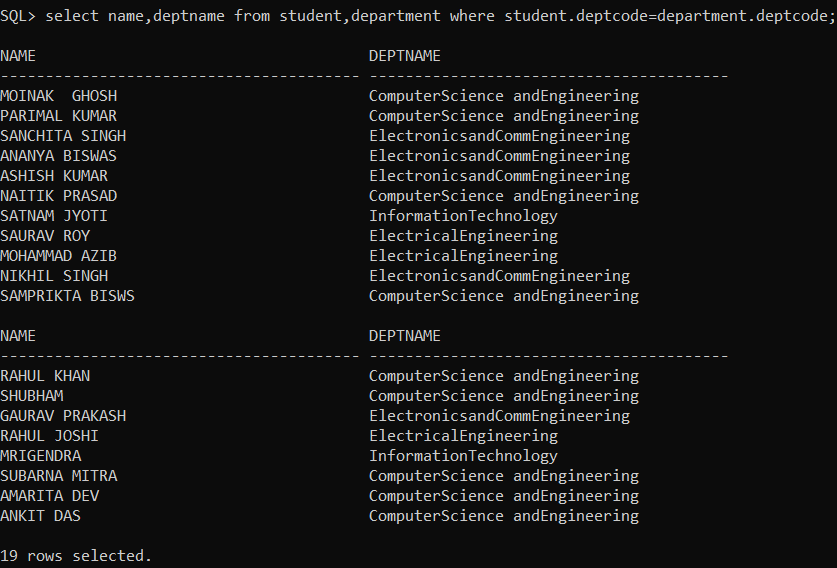 SQL> select name,deptname from student,department where student.deptcode=department.deptcode;
NAME                                     DEPTNAME
---------------------------------------- ----------------------------------------
MOINAK  GHOSH                            ComputerScience andEngineering
PARIMAL KUMAR                            ComputerScience andEngineering
SANCHITA SINGH                           ElectronicsandCommEngineering
ANANYA BISWAS                            ElectronicsandCommEngineering
ASHISH KUMAR                             ElectronicsandCommEngineering
NAITIK PRASAD                            ComputerScience andEngineering
SATNAM JYOTI                             InformationTechnology
SAURAV ROY                               ElectricalEngineering
MOHAMMAD AZIB                            ElectricalEngineering
NIKHIL SINGH                             ElectronicsandCommEngineering
SAMPRIKTA BISWS                          ComputerScience andEngineering
NAME                                     DEPTNAME
---------------------------------------- ----------------------------------------
RAHUL KHAN                               ComputerScience andEngineering
SHUBHAM                                  ComputerScience andEngineering
GAURAV PRAKASH                           ElectronicsandCommEngineering
RAHUL JOSHI                              ElectricalEngineering
MRIGENDRA                                InformationTechnology
SUBARNA MITRA                            ComputerScience andEngineering
AMARITA DEV                              ComputerScience andEngineering
ANKIT DAS                                ComputerScience andEngineering
19 rows selected.